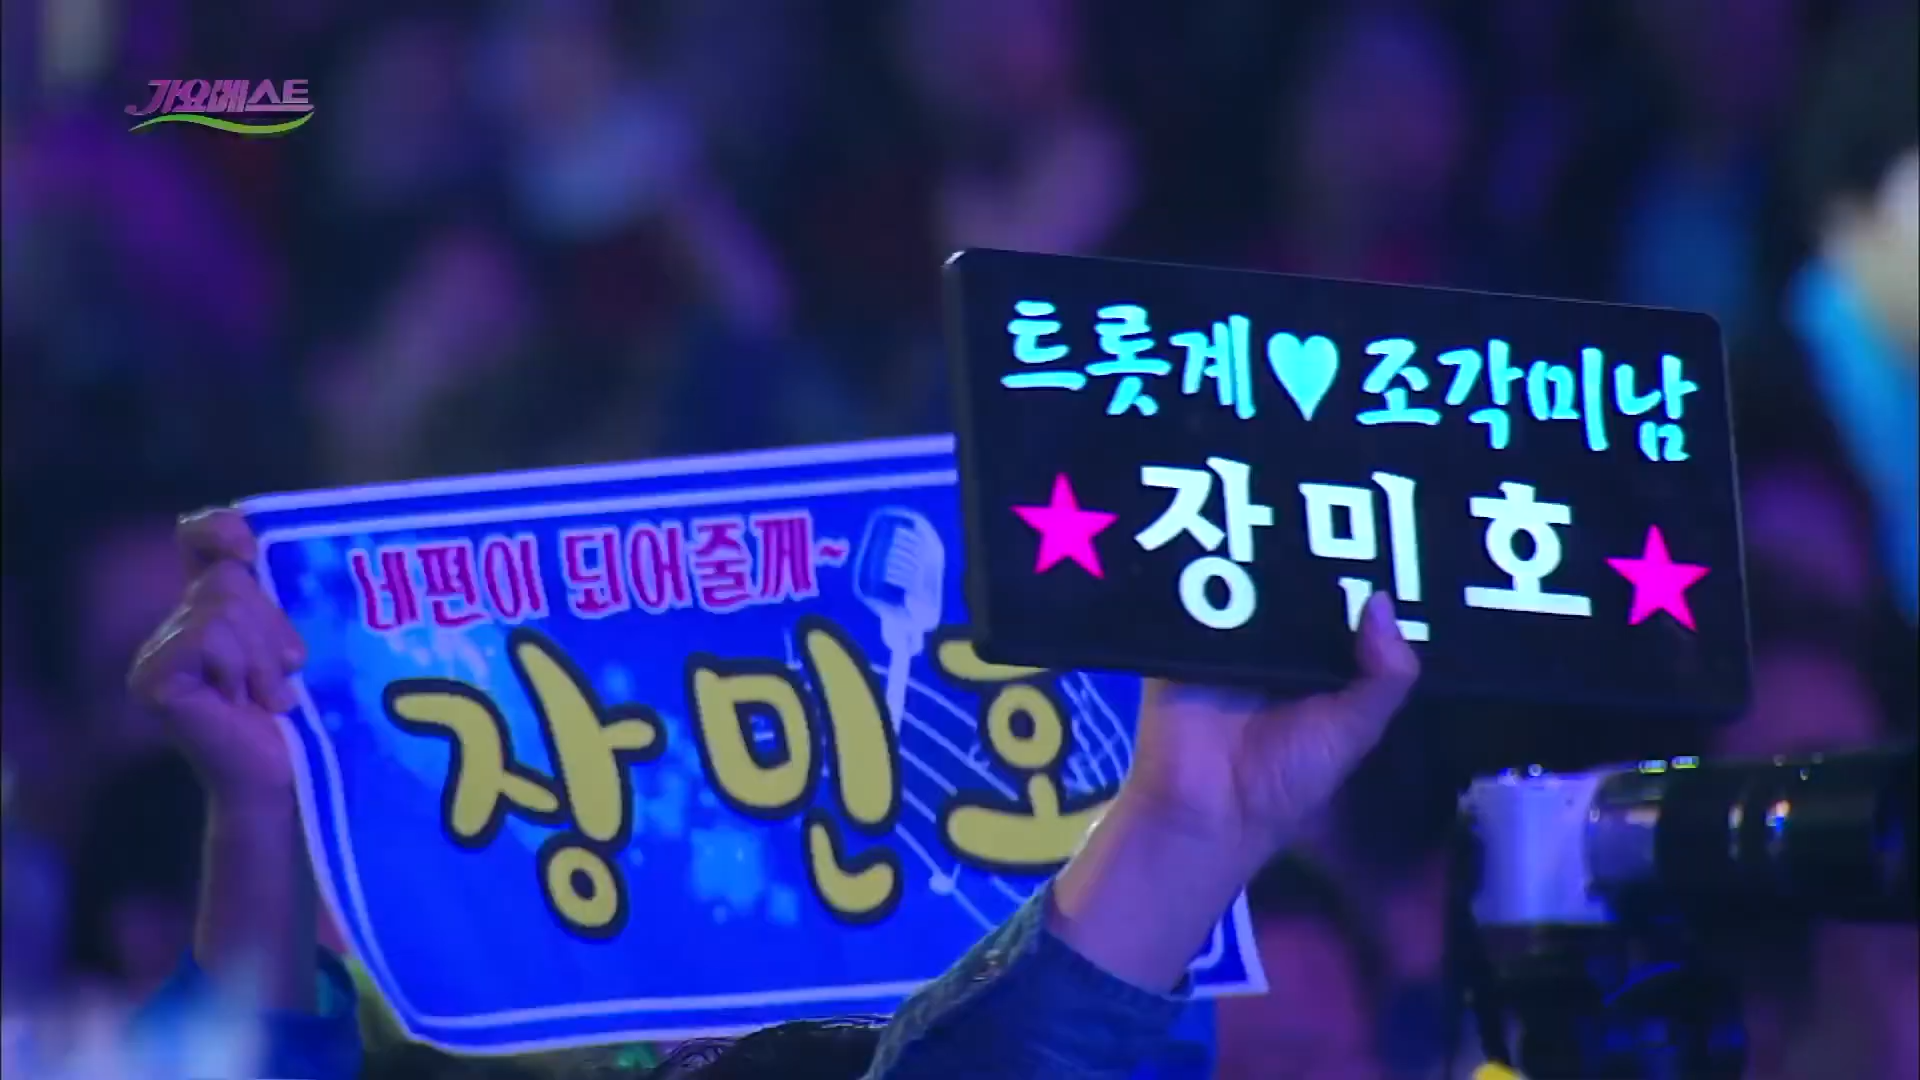 가요베스트
트롯계♥조각미남
★장민호★
네편이 되어줄께~
장민호